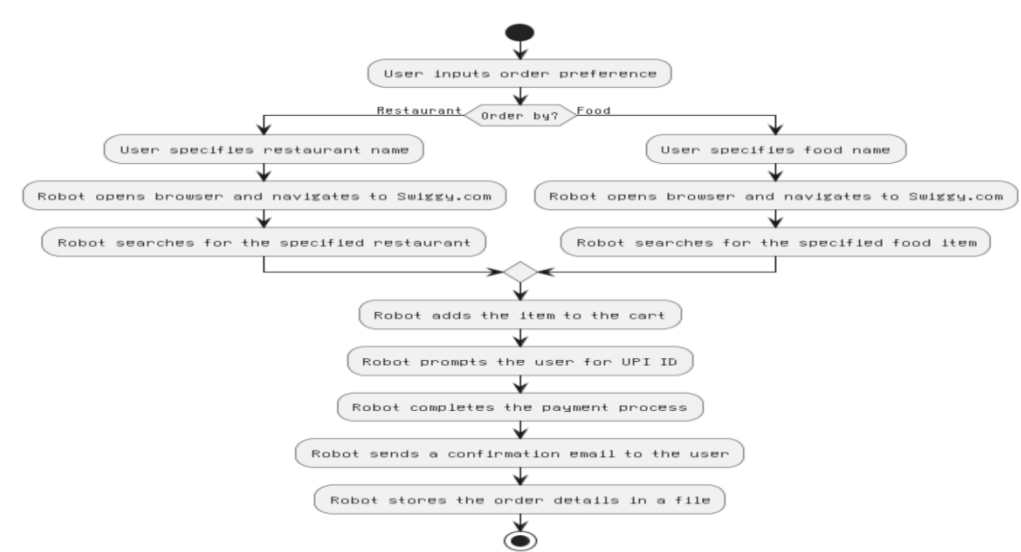 User inputs order preference
Restaurant
Order by?
Food
User specifies restaurant name
User specifies food name
Robot opens browser and navigates to Swiggy.com
Robot opens browser and navigates to Swiggy.com
Robot searches for the specified restaurant
Robot searches for the specified food item
Robot adds the item to the cart
Robot prompts the user for UPI ID
Robot completes the payment process
Robot sends a confirmation email to the user
Robot stores the order details in a file